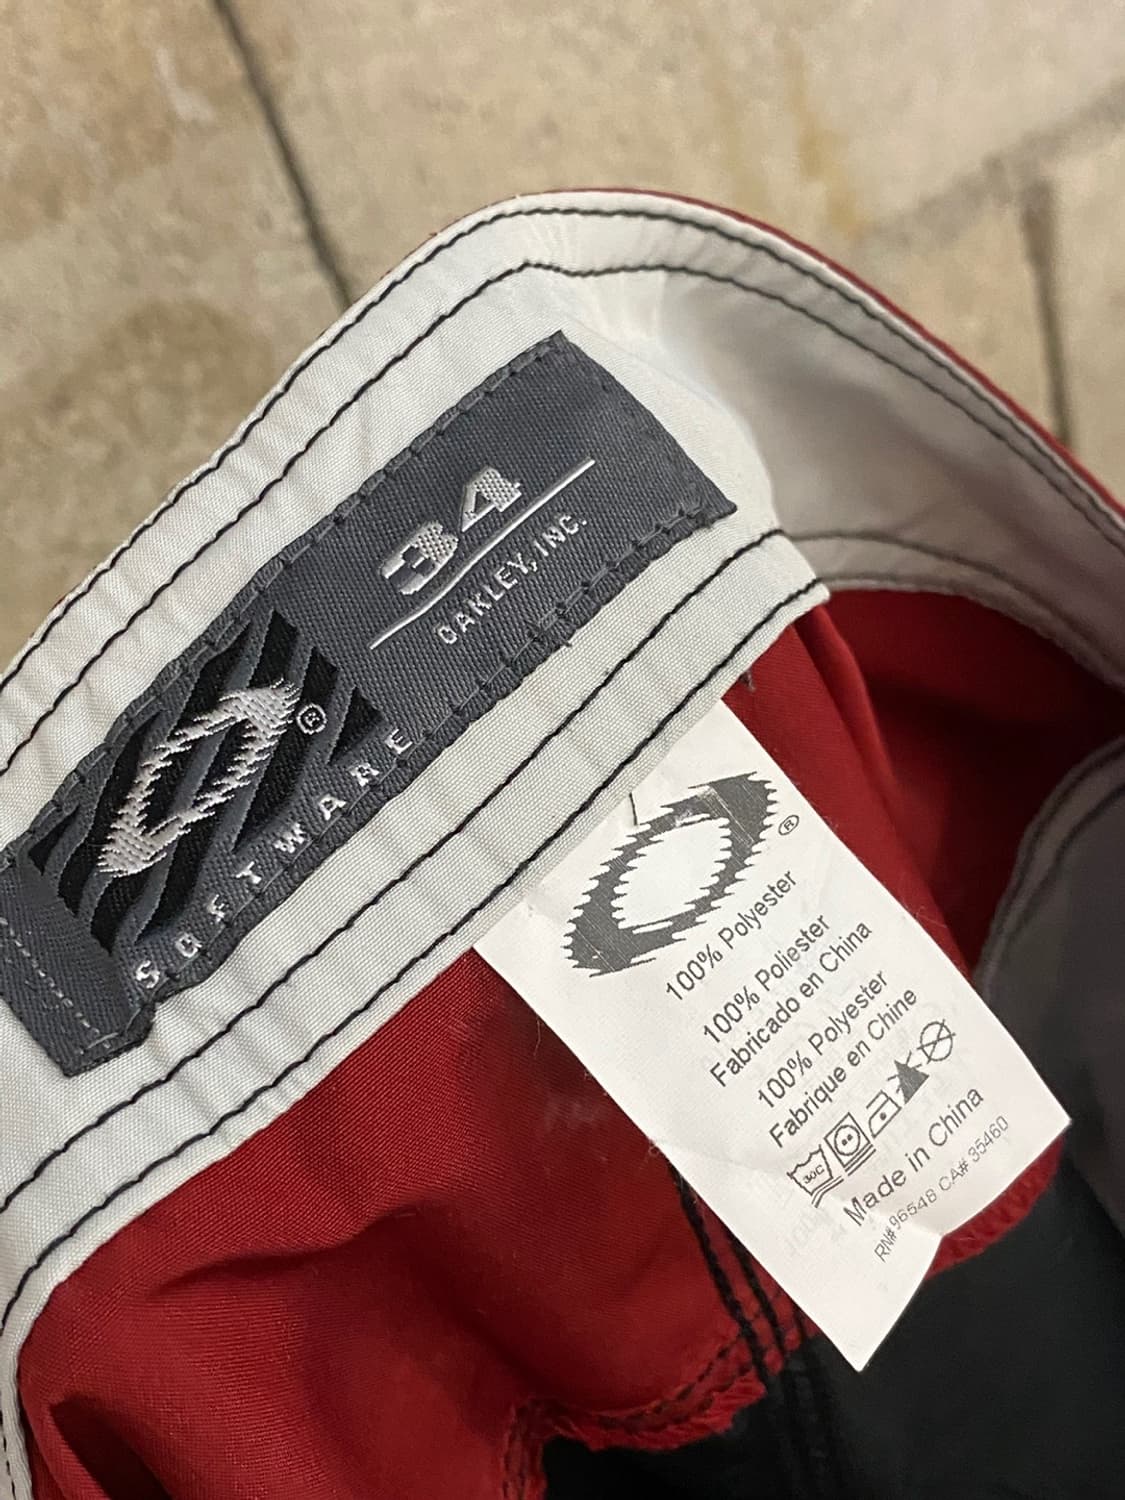 34
OAKLEY, INC.
®
SOFTWARE
®
100% Polyester
100% Poliester
Fabricado en China
100% Polyester
Fabrique en Chine
30C
Made in China
RN# 96548 CA# 35460